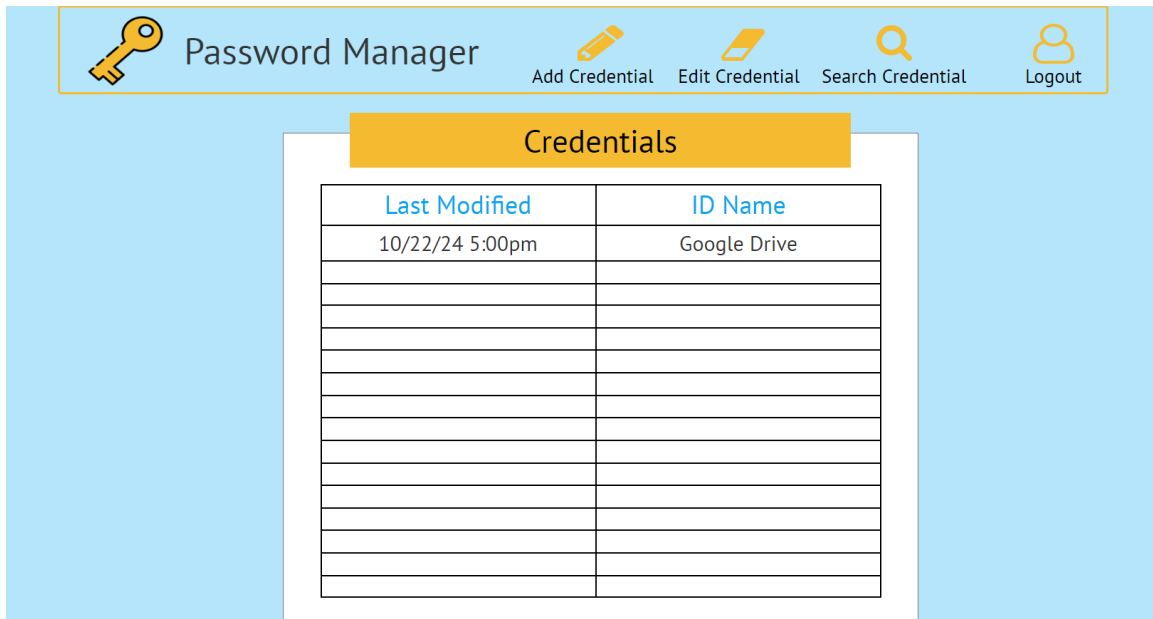 Password Manager
Add Credential Edit Credential Search Credential Logout
Credentials
Last Modified ID Name
10/22/24 5:00pm Google Drive